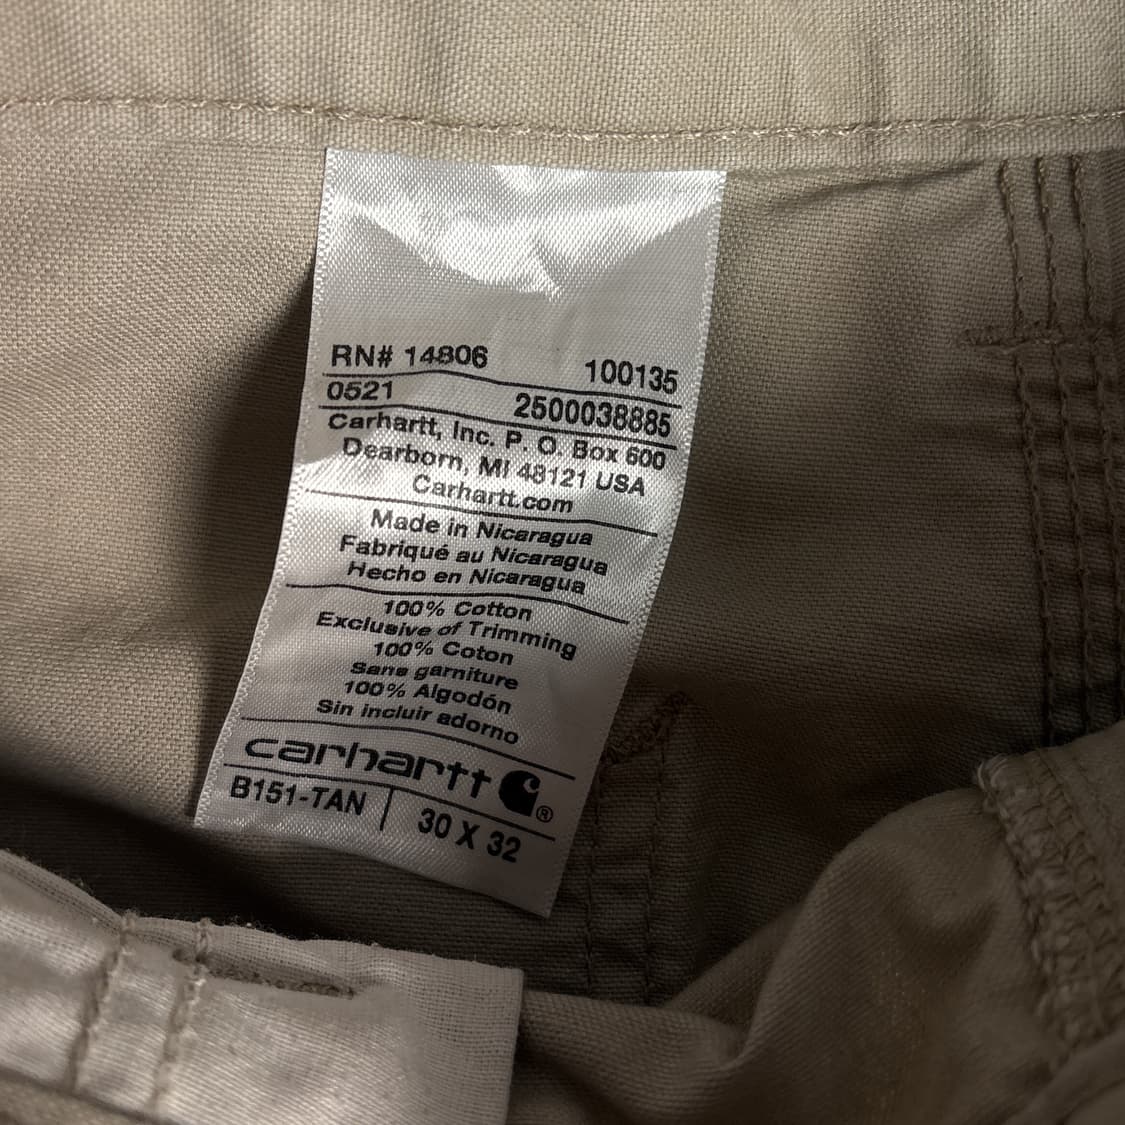 RN# 14806 100135
0521 2500038885
Carhartt, Inc. P. O. Box 600
Dearborn, MI 48121 USA
Carhartt.com
Made in Nicaragua
Fabriqué au Nicaragua
Hecho en Nicaragua
100% Cotton
Exclusive of Trimming
100% Coton
Sans garniture
100% Algodón
Sin incluir adorno
carhartt ®
B151-TAN | 30 X 32